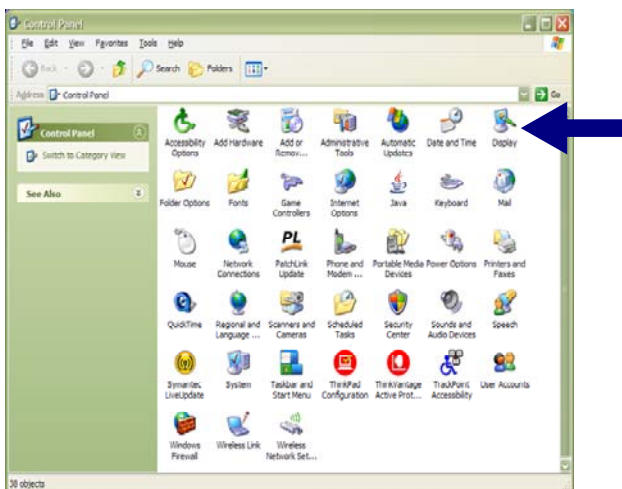 Control Panel
File Edit View Favorites Tools Help
Back Search Folders
Address Control Panel Go
Control Panel
Switch to Category View
See Also
Accessibility Options
Add Hardware
Add or Remov...
Administrative Tools
Automatic Updates
Date and Time
Display
Folder Options
Fonts
Game Controllers
Internet Options
Java
Keyboard
Mail
Mouse
Network Connections
PL
PatchLink Update
Phone and Modem ...
Portable Media Devices
Power Options
Printers and Faxes
QuickTime
Regional and Language ...
Scanners and Cameras
Scheduled Tasks
Security Center
Sounds and Audio Devices
Speech
Symantec LiveUpdate
System
Taskbar and Start Menu
ThinkPad Configuration
ThinkVantage Active Prot...
TrackPoint Accessibility
User Accounts
Windows Firewall
Wireless Link
Wireless Network Set...
38 objects